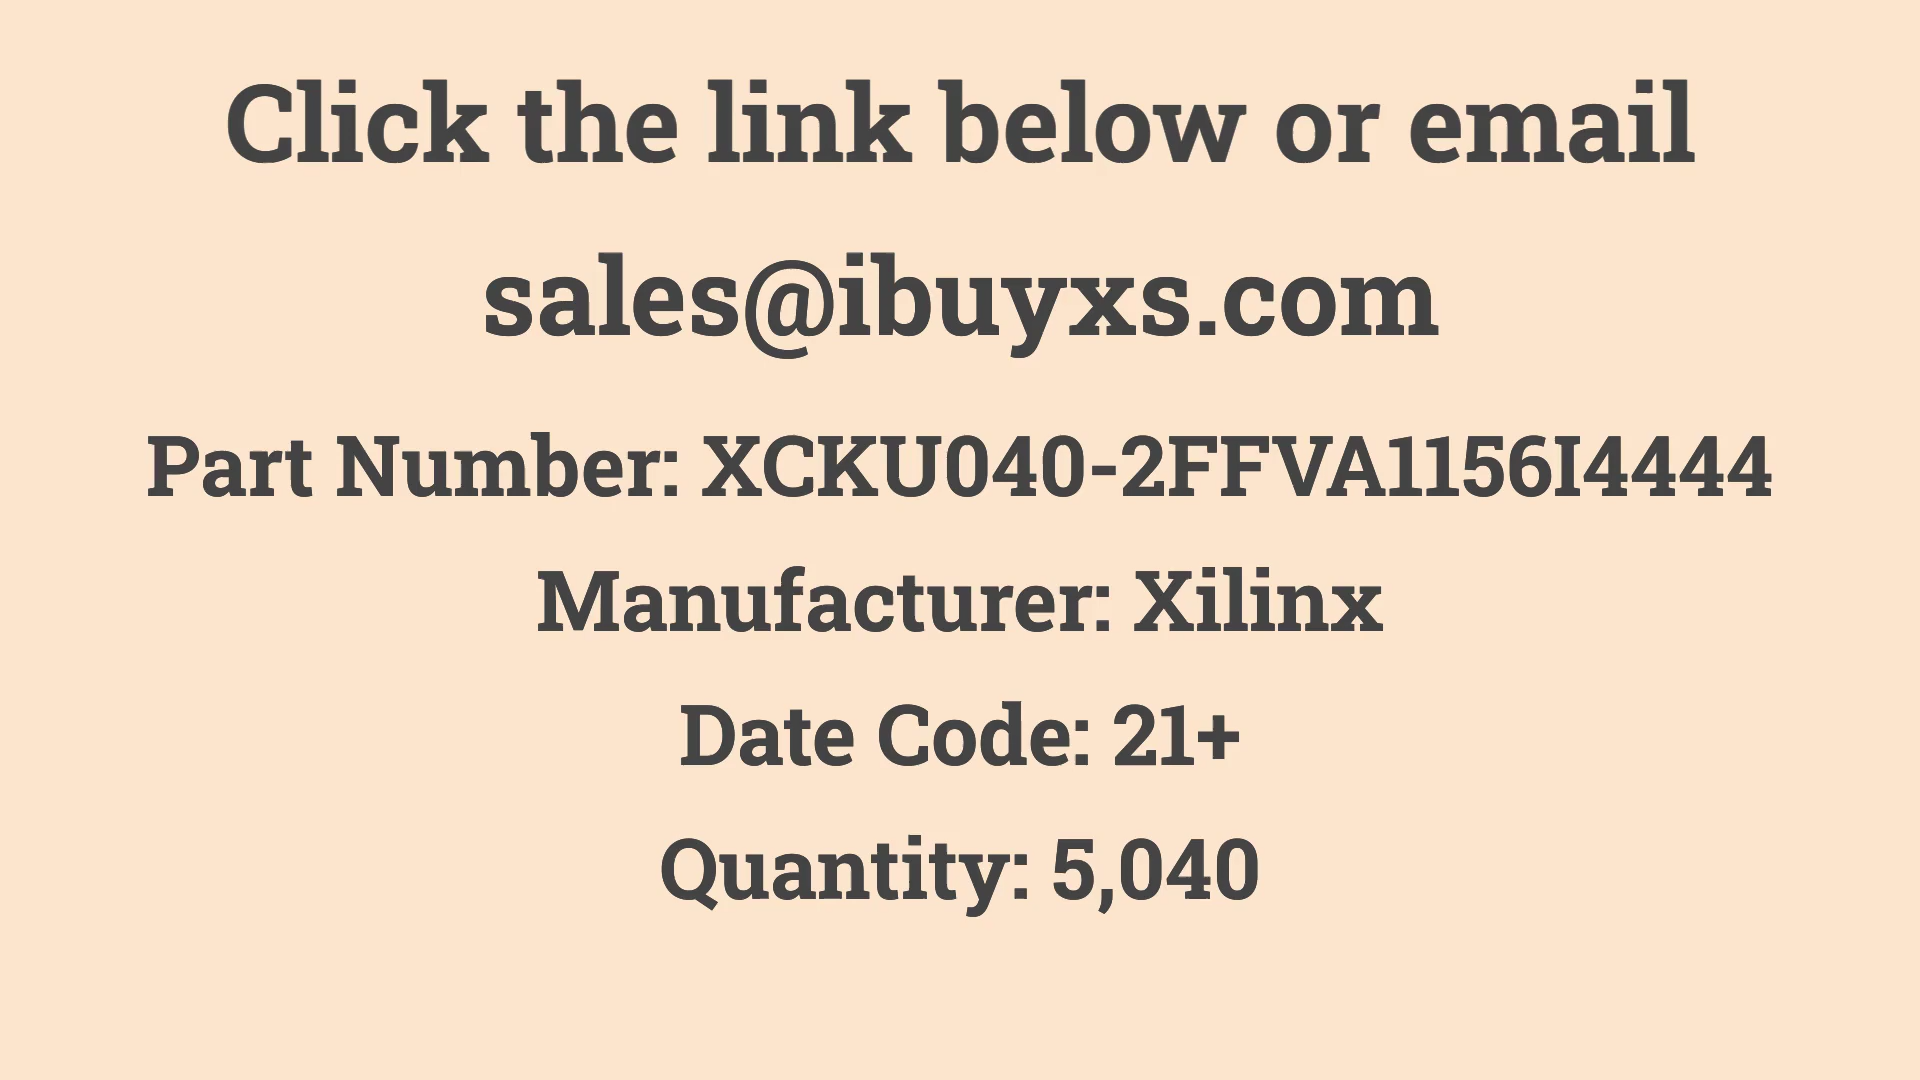 Click the link below or email
sales@ibuyxs.com
Part Number: XCKU040-2FFVA1156I4444
Manufacturer: Xilinx
Date Code: 21+
Quantity: 5,040